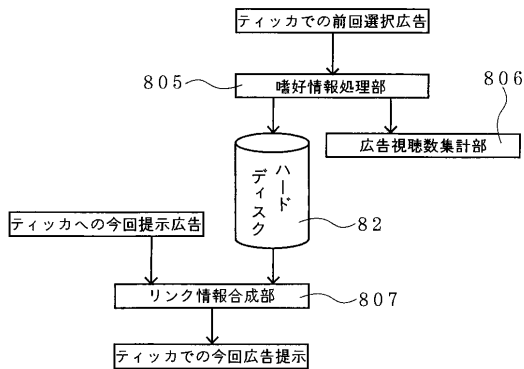 ティッカでの前回選択広告
805
嗜好情報処理部
806
広告視聴数集計部
ハード
ディスク
82
ティッカへの今回提示広告
リンク情報合成部
807
ティッカでの今回広告提示